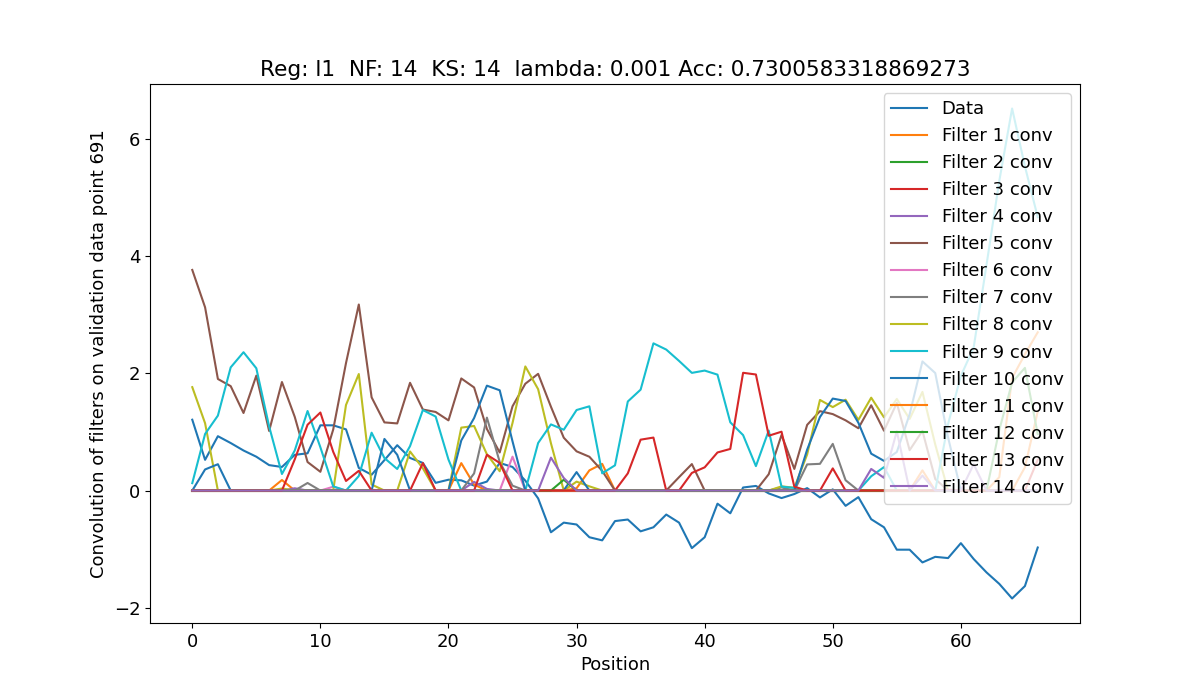 Reg: l1  NF: 14  KS: 14  lambda: 0.001 Acc: 0.7300583318869273
Convolution of filters on validation data point 691
6
4
2
0
−2
0
10
20
30
40
50
60
Position
Data
Filter 1 conv
Filter 2 conv
Filter 3 conv
Filter 4 conv
Filter 5 conv
Filter 6 conv
Filter 7 conv
Filter 8 conv
Filter 9 conv
Filter 10 conv
Filter 11 conv
Filter 12 conv
Filter 13 conv
Filter 14 conv